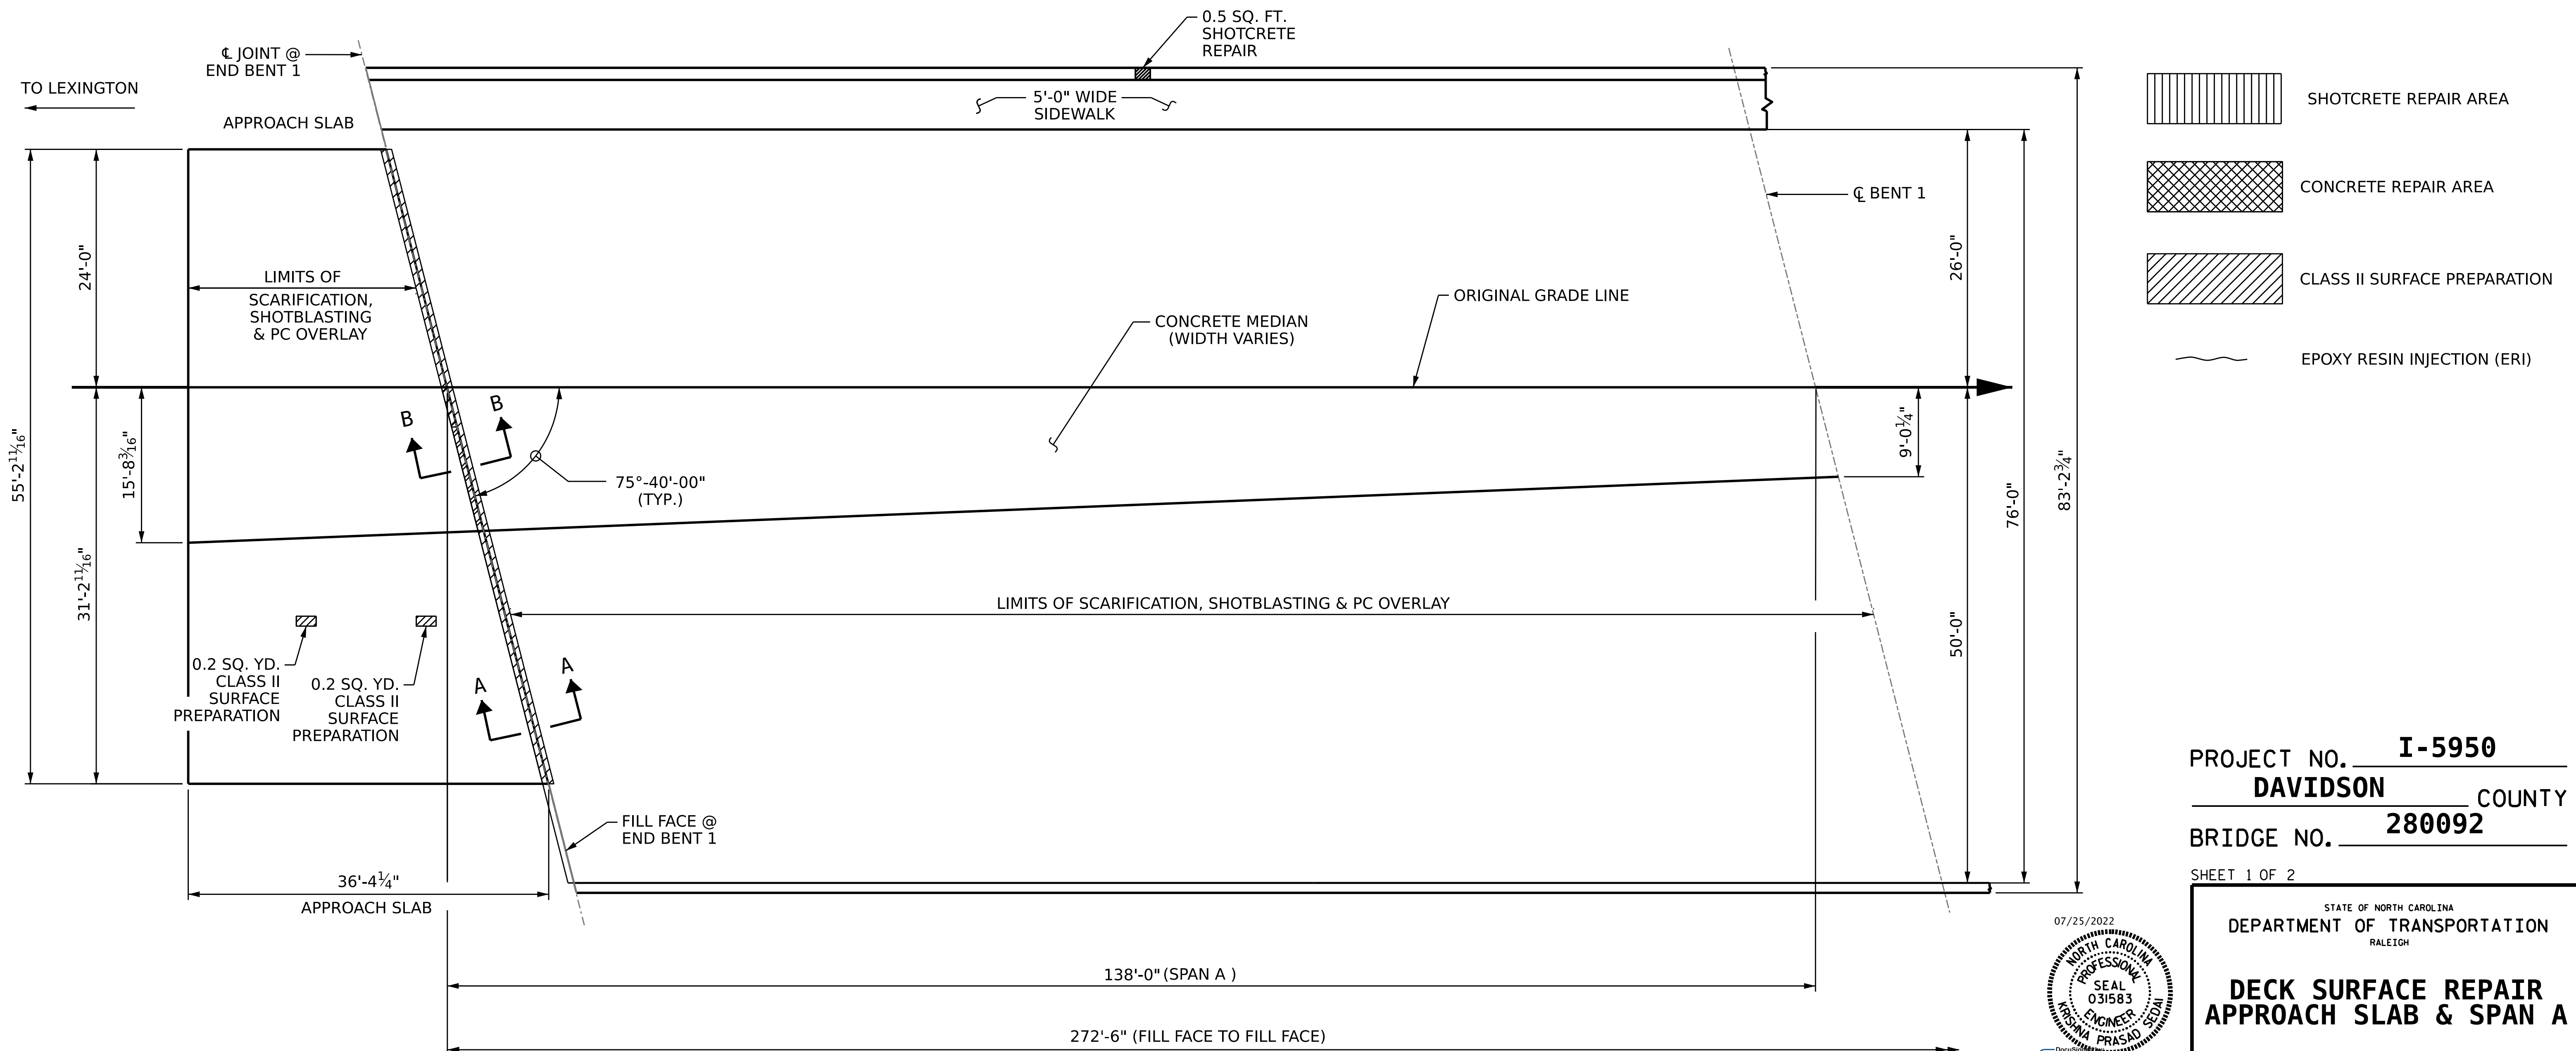 0.5 SQ. FT.
SHOTCRETE
REPAIR
℄ JOINT @
END BENT 1
TO LEXINGTON
5'-0" WIDE
SIDEWALK
APPROACH SLAB
SHOTCRETE REPAIR AREA
CONCRETE REPAIR AREA
℄ BENT 1
CLASS II SURFACE PREPARATION
EPOXY RESIN INJECTION (ERI)
24'-0"
26'-0"
LIMITS OF
SCARIFICATION,
SHOTBLASTING
& PC OVERLAY
ORIGINAL GRADE LINE
CONCRETE MEDIAN
(WIDTH VARIES)
B
B
55'-2 11/16"
15'-8 3/16"
9'-0 1/4"
83'-2 3/4"
76'-0"
75°-40'-00"
(TYP.)
31'-2 11/16"
LIMITS OF SCARIFICATION, SHOTBLASTING & PC OVERLAY
50'-0"
0.2 SQ. YD.
CLASS II
SURFACE
PREPARATION
0.2 SQ. YD.
CLASS II
SURFACE
PREPARATION
A
A
FILL FACE @
END BENT 1
36'-4 1/4"
APPROACH SLAB
138'-0" (SPAN A )
272'-6" (FILL FACE TO FILL FACE)
PROJECT NO. I-5950
DAVIDSON COUNTY
BRIDGE NO. 280092
SHEET 1 OF 2
STATE OF NORTH CAROLINA
DEPARTMENT OF TRANSPORTATION
RALEIGH
DECK SURFACE REPAIR
APPROACH SLAB & SPAN A
07/25/2022
NORTH CAROLINA
PROFESSIONAL
SEAL
031583
ENGINEER
KRISHNA PRASAD SEDAI